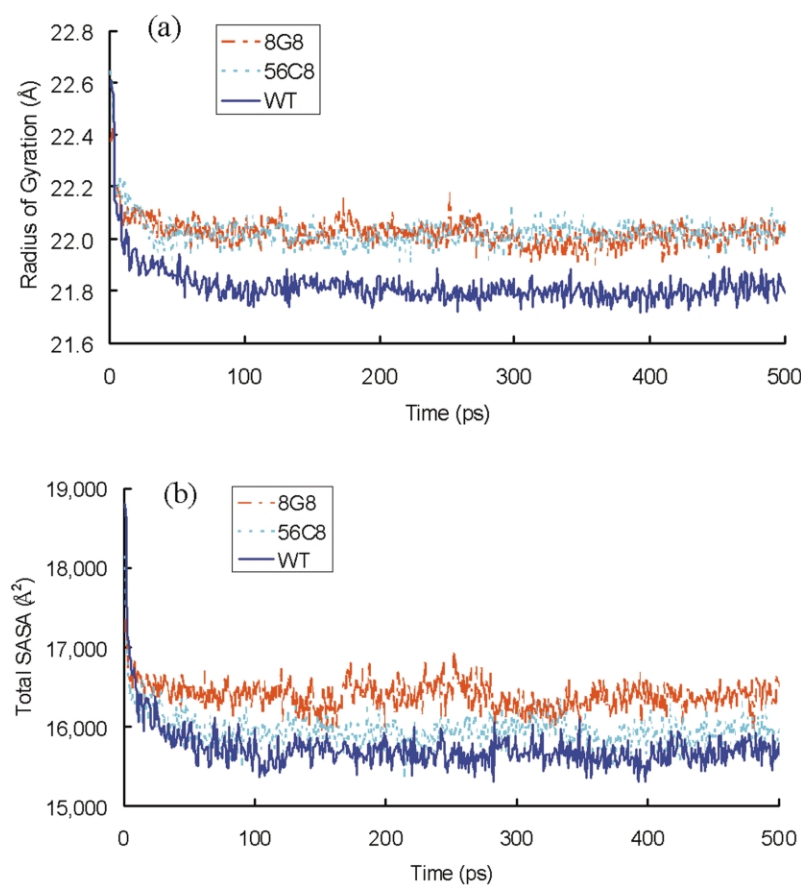 (a)
8G8
56C8
WT
Radius of Gyration (Å)
22.8
22.6
22.4
22.2
22.0
21.8
21.6
0 100 200 300 400 500
Time (ps)
(b)
8G8
56C8
WT
Total SASA (Å²)
19,000
18,000
17,000
16,000
15,000
0 100 200 300 400 500
Time (ps)